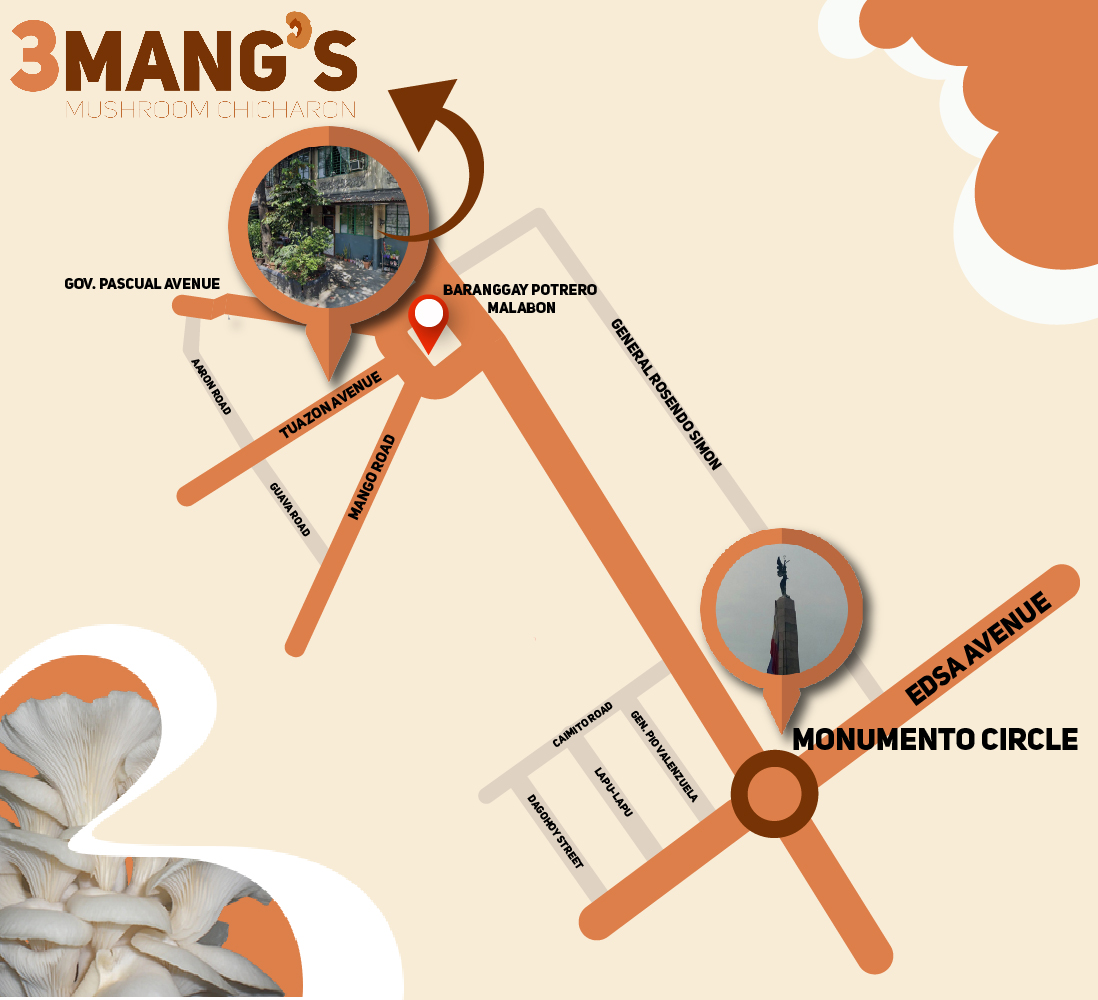 3MANG'S
MUSHROOM CHICHARON
GOV. PASCUAL AVENUE
BARANGGAY POTRERO
MALABON
GENERAL ROSENDO SIMON
AARON ROAD
TUAZON AVENUE
MANGO ROAD
GUAVA ROAD
EDSA AVENUE
MONUMENTO CIRCLE
CAIMITO ROAD
GEN. PIO VALENZUELA
LAPU-LAPU
DAGOHOY STREET